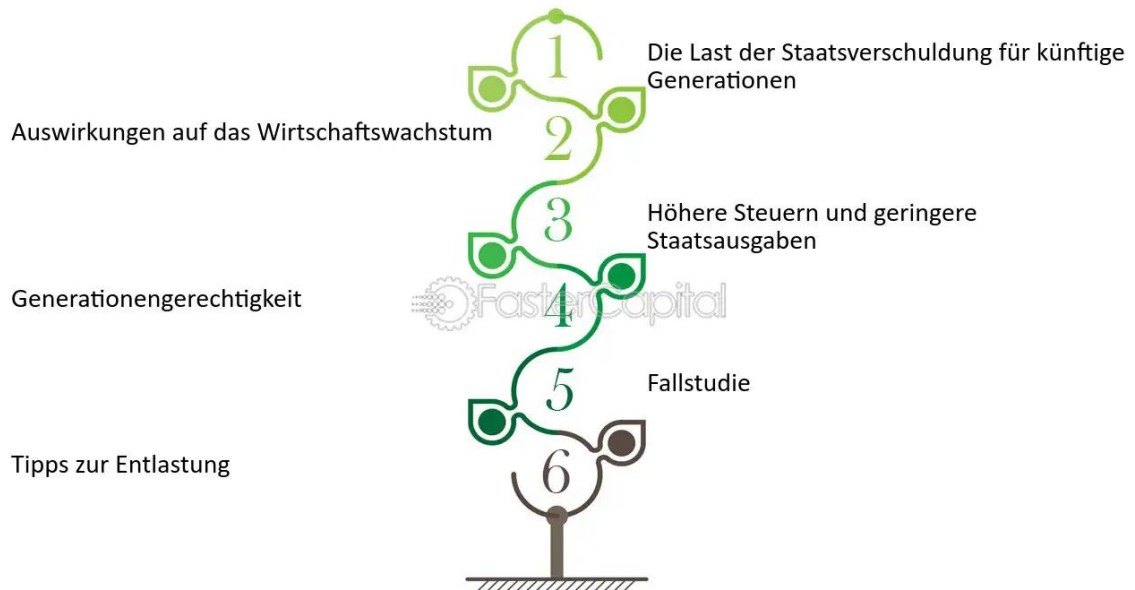 1
Die Last der Staatsverschuldung für künftige
Generationen
Auswirkungen auf das Wirtschaftswachstum
2
3
Höhere Steuern und geringere
Staatsausgaben
Generationengerechtigkeit
4
FasterCapital
5
Fallstudie
Tipps zur Entlastung
6